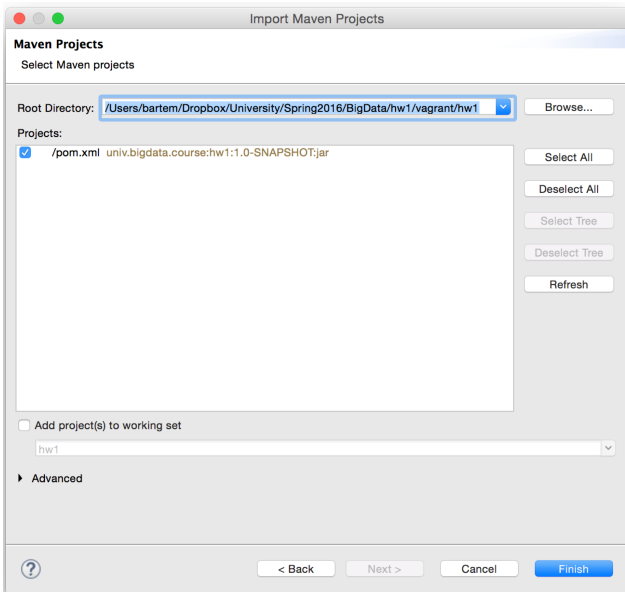 Import Maven Projects
Maven Projects
Select Maven projects
Root Directory: /Users/bartem/Dropbox/University/Spring2016/BigData/hw1/vagrant/hw1 Browse...
Projects:
/pom.xml univ.bigdata.course:hw1:1.0-SNAPSHOT:jar
Select All
Deselect All
Select Tree
Deselect Tree
Refresh
Add project(s) to working set
hw1
Advanced
? < Back Next > Cancel Finish